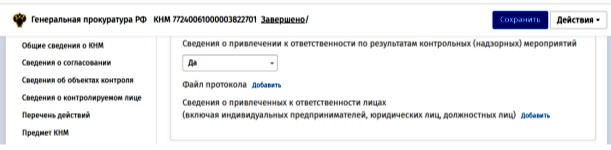 Генеральная прокуратура РФ КНМ 77240061000003822701 Завершено/ Сохранить Действия
Общие сведения о КНМ
Сведения о согласовании
Сведения об объектах контроля
Сведения о контролируемом лице
Перечень действий
Предмет КНМ
Сведения о привлечении к ответственности по результатам контрольных (надзорных) мероприятий
Да
Файл протокола Добавить
Сведения о привлеченных к ответственности лицах
(включая индивидуальных предпринимателей, юридических лиц, должностных лиц) Добавить